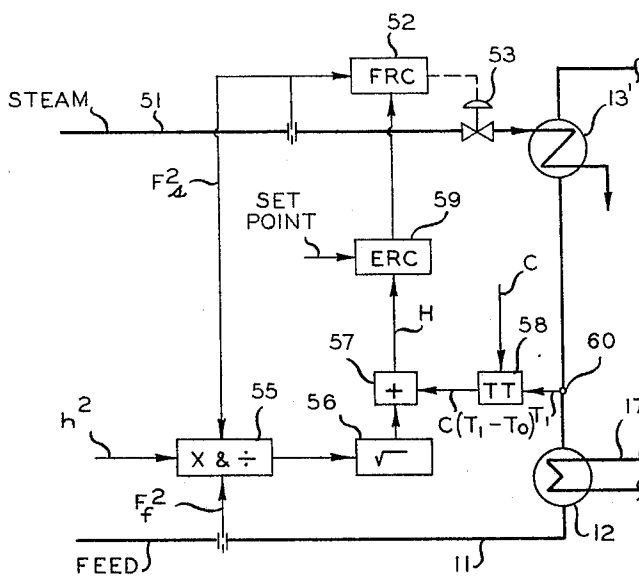 52
FRC
53
STEAM
51
13'
F²ₛ
SET
POINT
59
ERC
C
H
58
57
60
+
TT
T₁
C(T₁-T₀)
55
56
h²
X & ÷
√
17
F²f
12
FEED
11